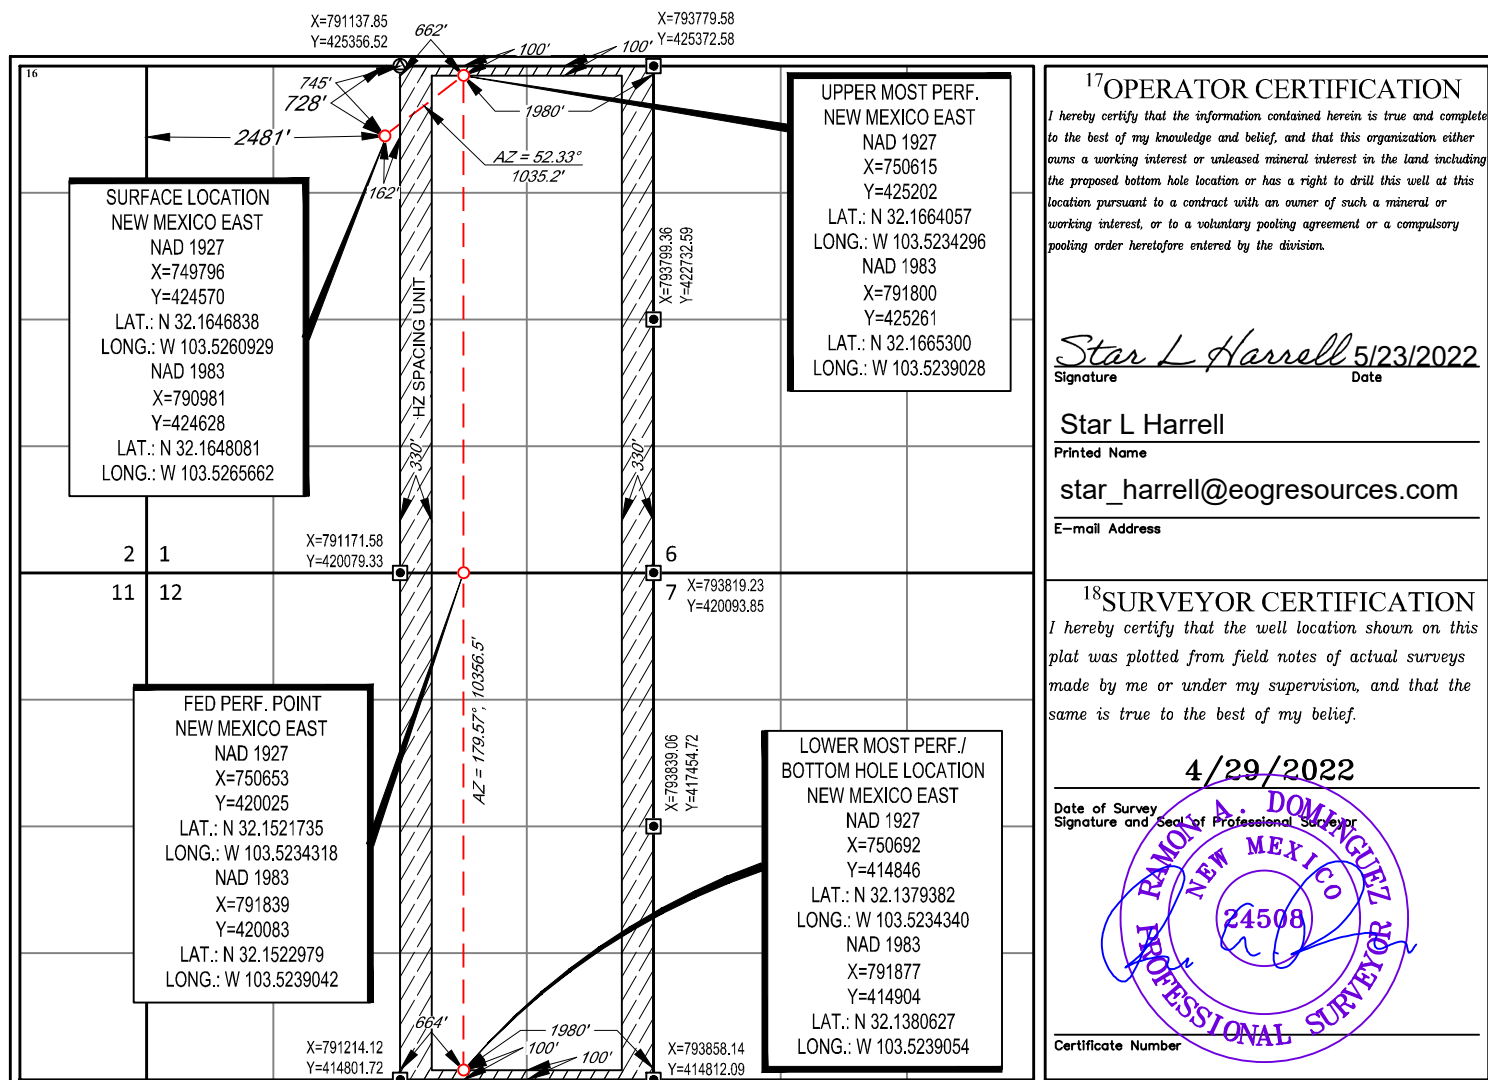 X=791137.85
Y=425356.52
662'
100'
100'
X=793779.58
Y=425372.58
16
745'
728'
2481'
1980'
AZ = 52.33°
1035.2'
162'
SURFACE LOCATION
NEW MEXICO EAST
NAD 1927
X=749796
Y=424570
LAT.: N 32.1646838
LONG.: W 103.5260929
NAD 1983
X=790981
Y=424628
LAT.: N 32.1648081
LONG.: W 103.5265662
UPPER MOST PERF.
NEW MEXICO EAST
NAD 1927
X=750615
Y=425202
LAT.: N 32.1664057
LONG.: W 103.5234296
NAD 1983
X=791800
Y=425261
LAT.: N 32.1665300
LONG.: W 103.5239028
X=793799.36
Y=422732.59
HZ SPACING UNIT
330'
330'
X=791171.58
Y=420079.33
2 1
11 12
6
7
X=793819.23
Y=420093.85
AZ = 179.57°, 10356.5'
FED PERF. POINT
NEW MEXICO EAST
NAD 1927
X=750653
Y=420025
LAT.: N 32.1521735
LONG.: W 103.5234318
NAD 1983
X=791839
Y=420083
LAT.: N 32.1522979
LONG.: W 103.5239042
X=793839.06
Y=417454.72
LOWER MOST PERF./
BOTTOM HOLE LOCATION
NEW MEXICO EAST
NAD 1927
X=750692
Y=414846
LAT.: N 32.1379382
LONG.: W 103.5234340
NAD 1983
X=791877
Y=414904
LAT.: N 32.1380627
LONG.: W 103.5239054
664'
1980'
100'
100'
X=791214.12
Y=414801.72
X=793858.14
Y=414812.09
17 OPERATOR CERTIFICATION
I hereby certify that the information contained herein is true and complete
to the best of my knowledge and belief, and that this organization either
owns a working interest or unleased mineral interest in the land including
the proposed bottom hole location or has a right to drill this well at this
location pursuant to a contract with an owner of such a mineral or
working interest, or to a voluntary pooling agreement or a compulsory
pooling order heretofore entered by the division.
Star L Harrell 5/23/2022
Signature Date
Star L Harrell
Printed Name
star_harrell@eogresources.com
E-mail Address
18 SURVEYOR CERTIFICATION
I hereby certify that the well location shown on this
plat was plotted from field notes of actual surveys
made by me or under my supervision, and that the
same is true to the best of my belief.
4/29/2022
Date of Survey
Signature and Seal of Professional Surveyor
RAMON A. DOMINGUEZ
NEW MEXICO
24508
PROFESSIONAL SURVEYOR
Certificate Number